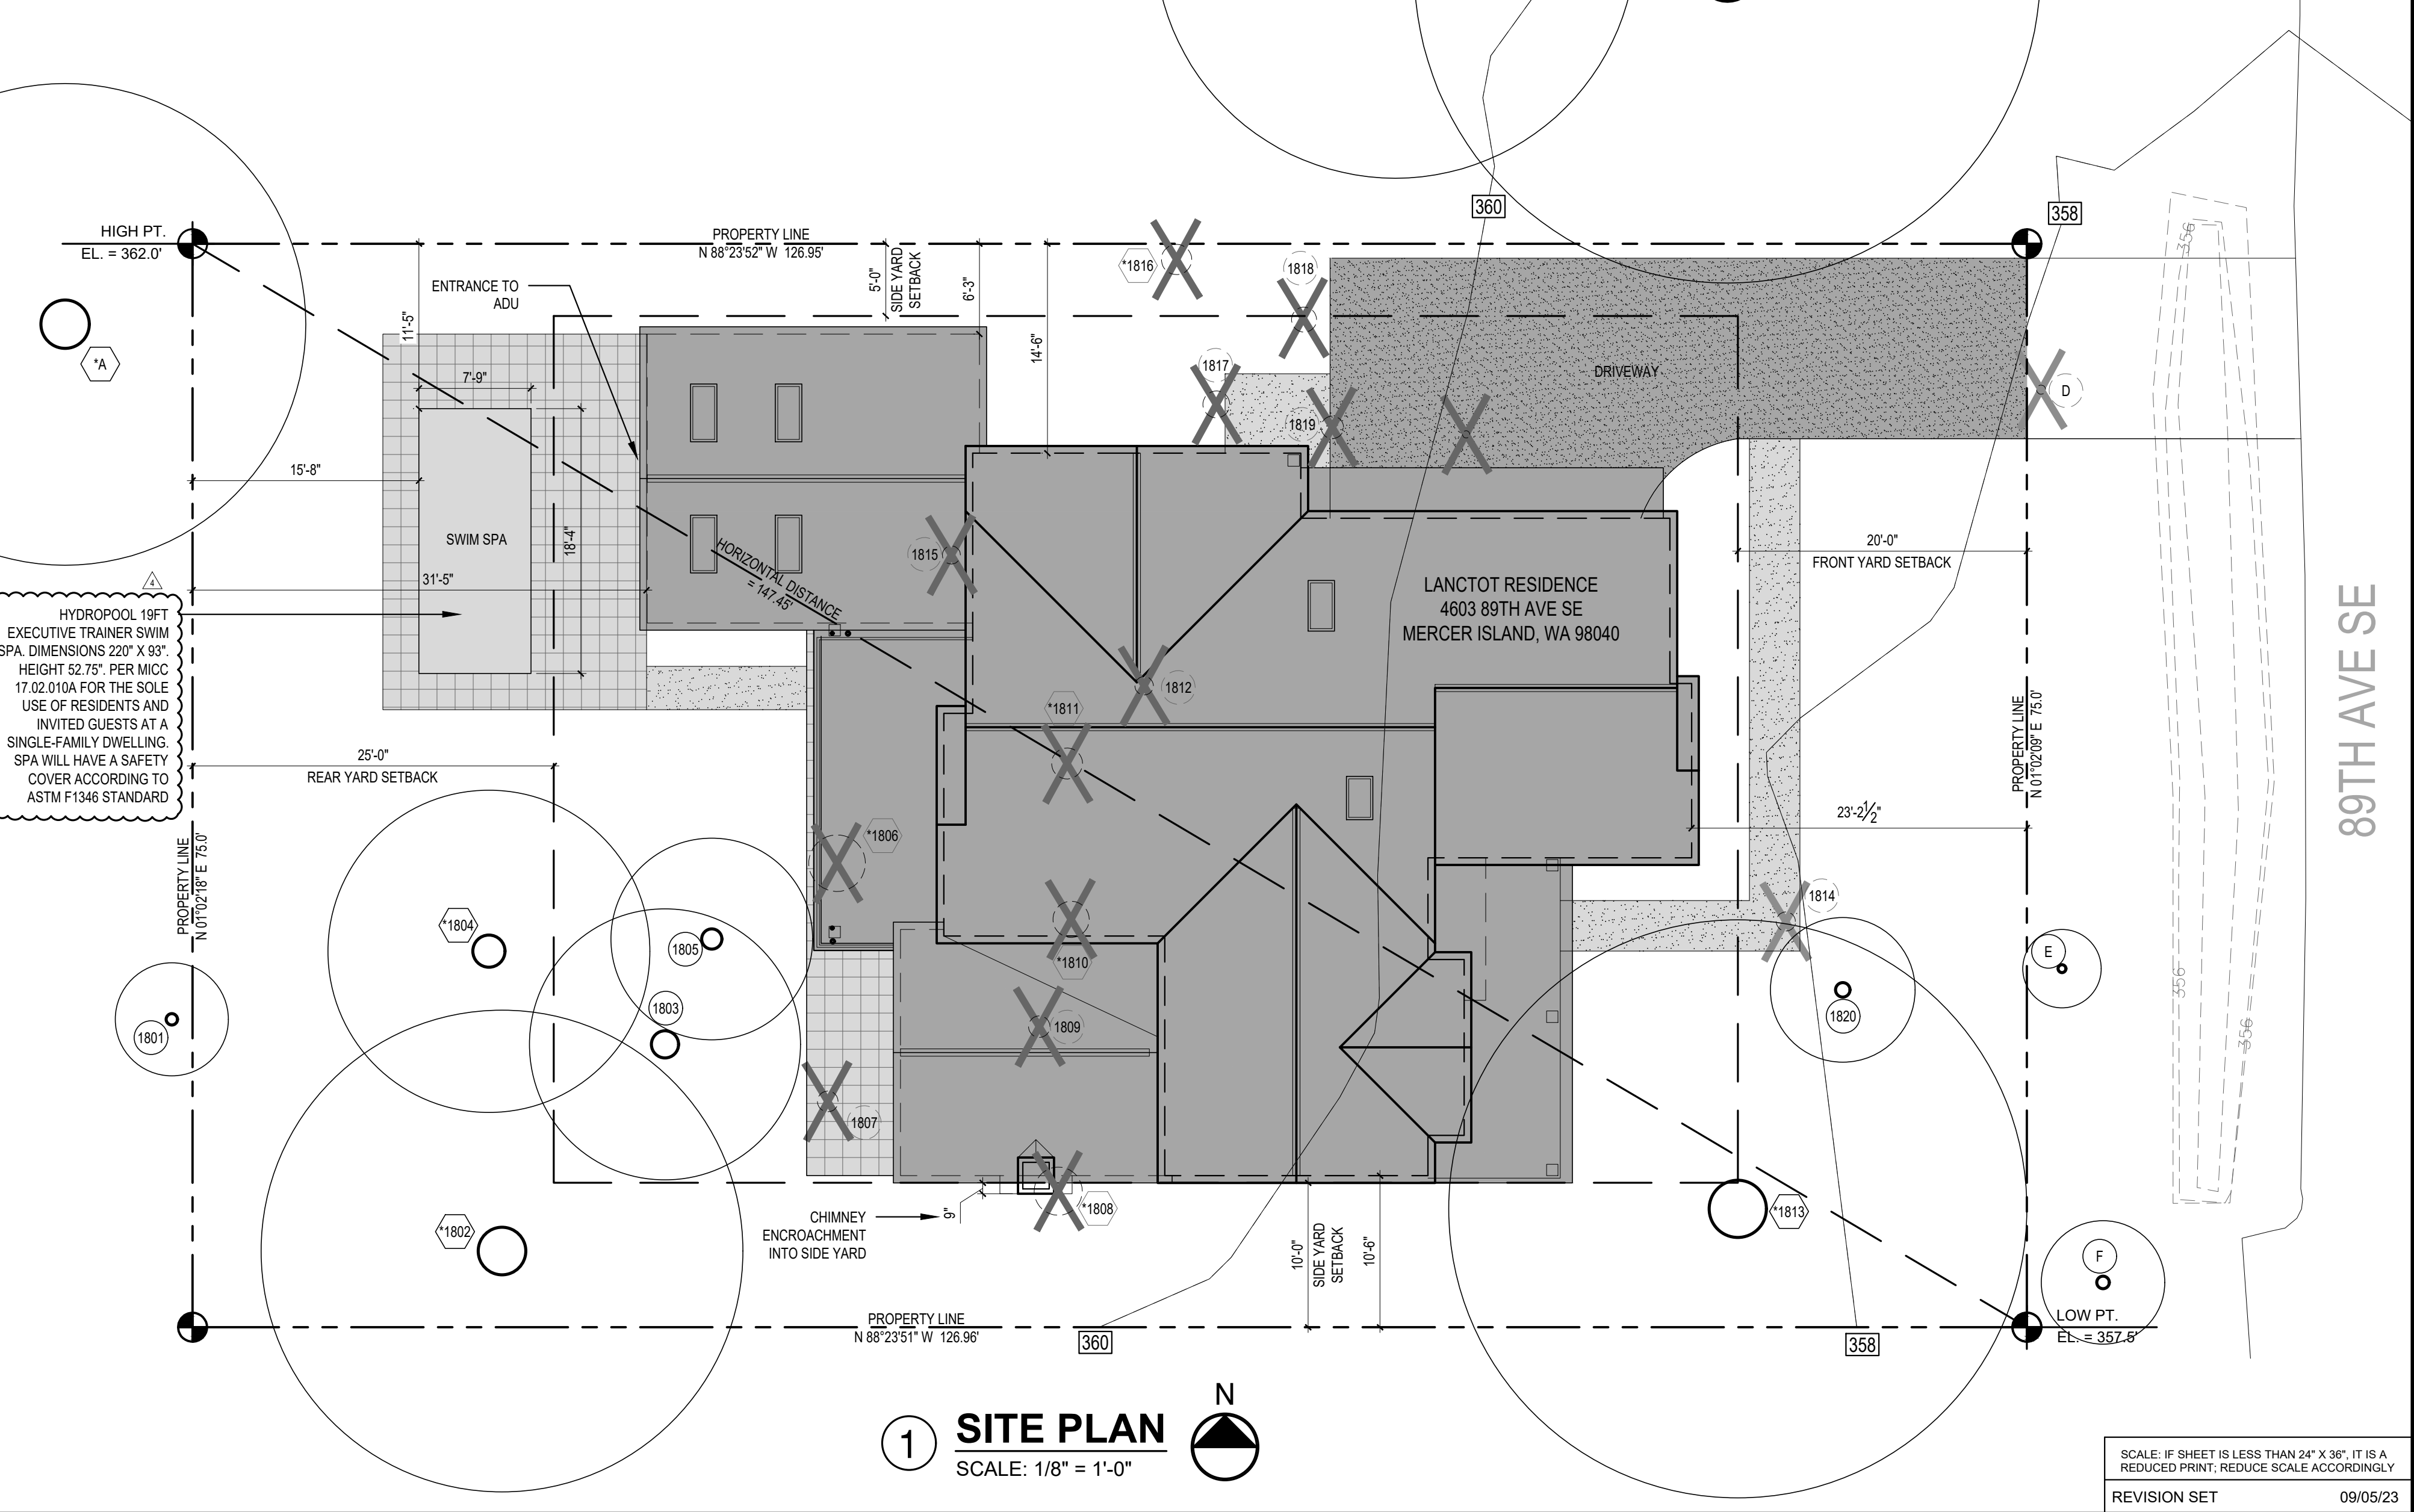 360
358
HIGH PT.
EL. = 362.0'
PROPERTY LINE
N 88°23'52" W 126.95'
5'-0"
SIDE YARD
SETBACK
6'-3"
14'-6"
*1816
1818
356
ENTRANCE TO
ADU
11'-5"
*A
7'-9"
1817
1819
DRIVEWAY
D
15'-8"
SWIM SPA
18'-4"
31'-5"
HORIZONTAL DISTANCE
= 147.45'
1815
20'-0"
FRONT YARD SETBACK
LANCTOT RESIDENCE
4603 89TH AVE SE
MERCER ISLAND, WA 98040
4
HYDROPOOL 19FT
EXECUTIVE TRAINER SWIM
SPA. DIMENSIONS 220" X 93".
HEIGHT 52.75". PER MICC
17.02.010A FOR THE SOLE
USE OF RESIDENTS AND
INVITED GUESTS AT A
SINGLE-FAMILY DWELLING.
SPA WILL HAVE A SAFETY
COVER ACCORDING TO
ASTM F1346 STANDARD
1812
*1811
PROPERTY LINE
N 01°02'09" E 75.0'
89TH AVE SE
25'-0"
REAR YARD SETBACK
23'-2½"
*1806
PROPERTY LINE
N 01°02'18" E 75.0'
*1804
1805
*1810
1814
E
356
1803
1809
1820
356
1801
1807
*1802
CHIMNEY
ENCROACHMENT
INTO SIDE YARD
9"
*1808
10'-0"
SIDE YARD
SETBACK
10'-6"
*1813
F
PROPERTY LINE
N 88°23'51" W 126.96'
360
358
LOW PT.
EL. = 357.5'
N
1
SITE PLAN
SCALE: 1/8" = 1'-0"
SCALE: IF SHEET IS LESS THAN 24" X 36", IT IS A
REDUCED PRINT; REDUCE SCALE ACCORDINGLY
REVISION SET 09/05/23